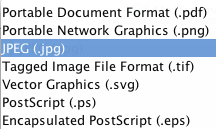 Portable Document Format (.pdf)
Portable Network Graphics (.png)
JPEG (.jpg)
Tagged Image File Format (.tif)
Vector Graphics (.svg)
PostScript (.ps)
Encapsulated PostScript (.eps)